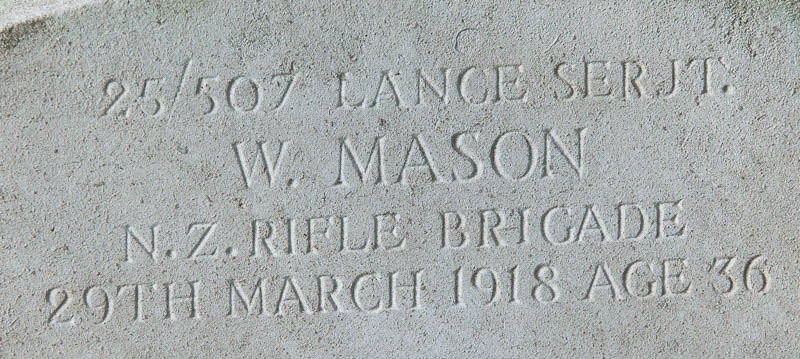 25/507 LANCE SERJT.
W. MASON
N.Z. RIFLE BRIGADE
29TH MARCH 1918 AGE 36